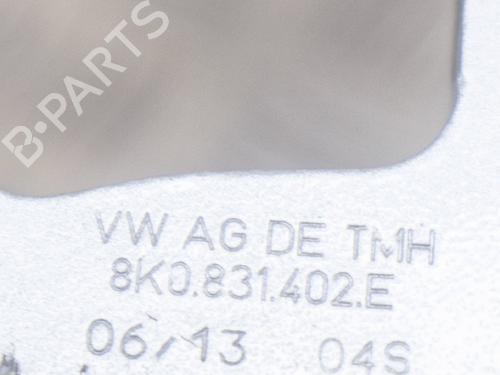 B-PARTS
VW AG DE TMH
8K0.831.402.E
06/13 04S